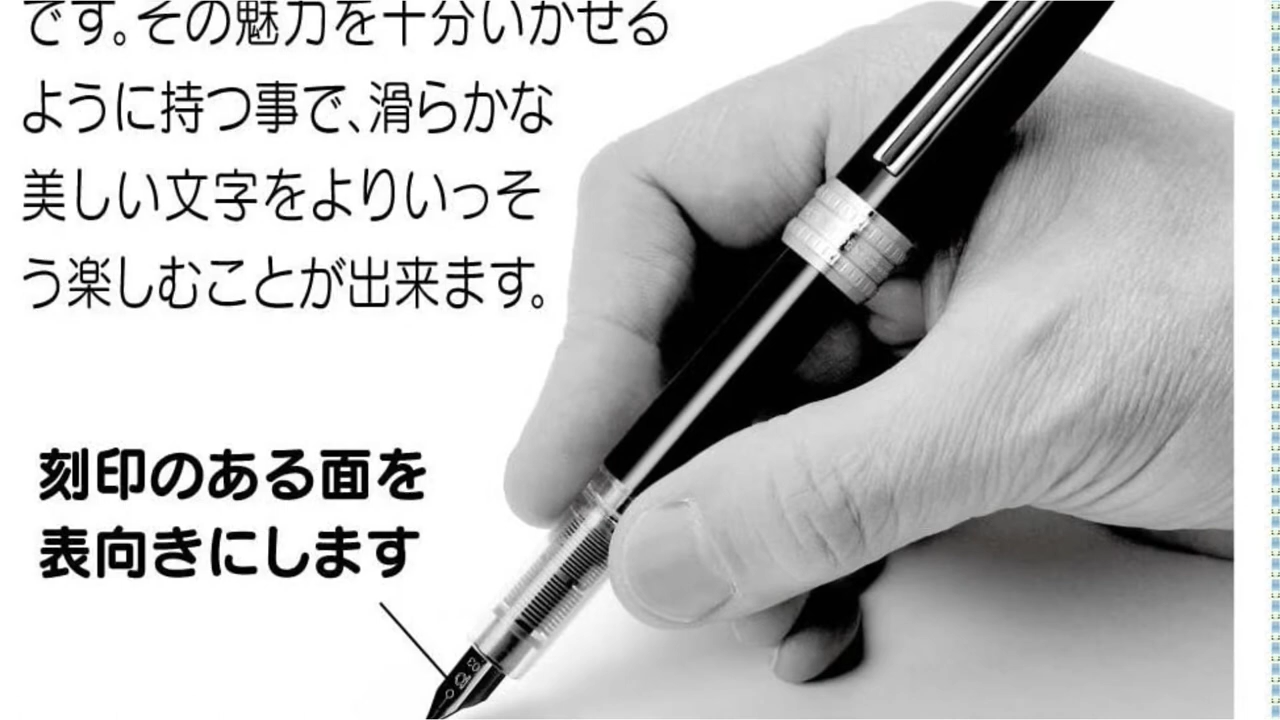 です。その魅力を十分いかせる
ように持つ事で、滑らかな
美しい文字をよりいっそ
う楽しむことが出来ます。
刻印のある面を
表向きにします
03